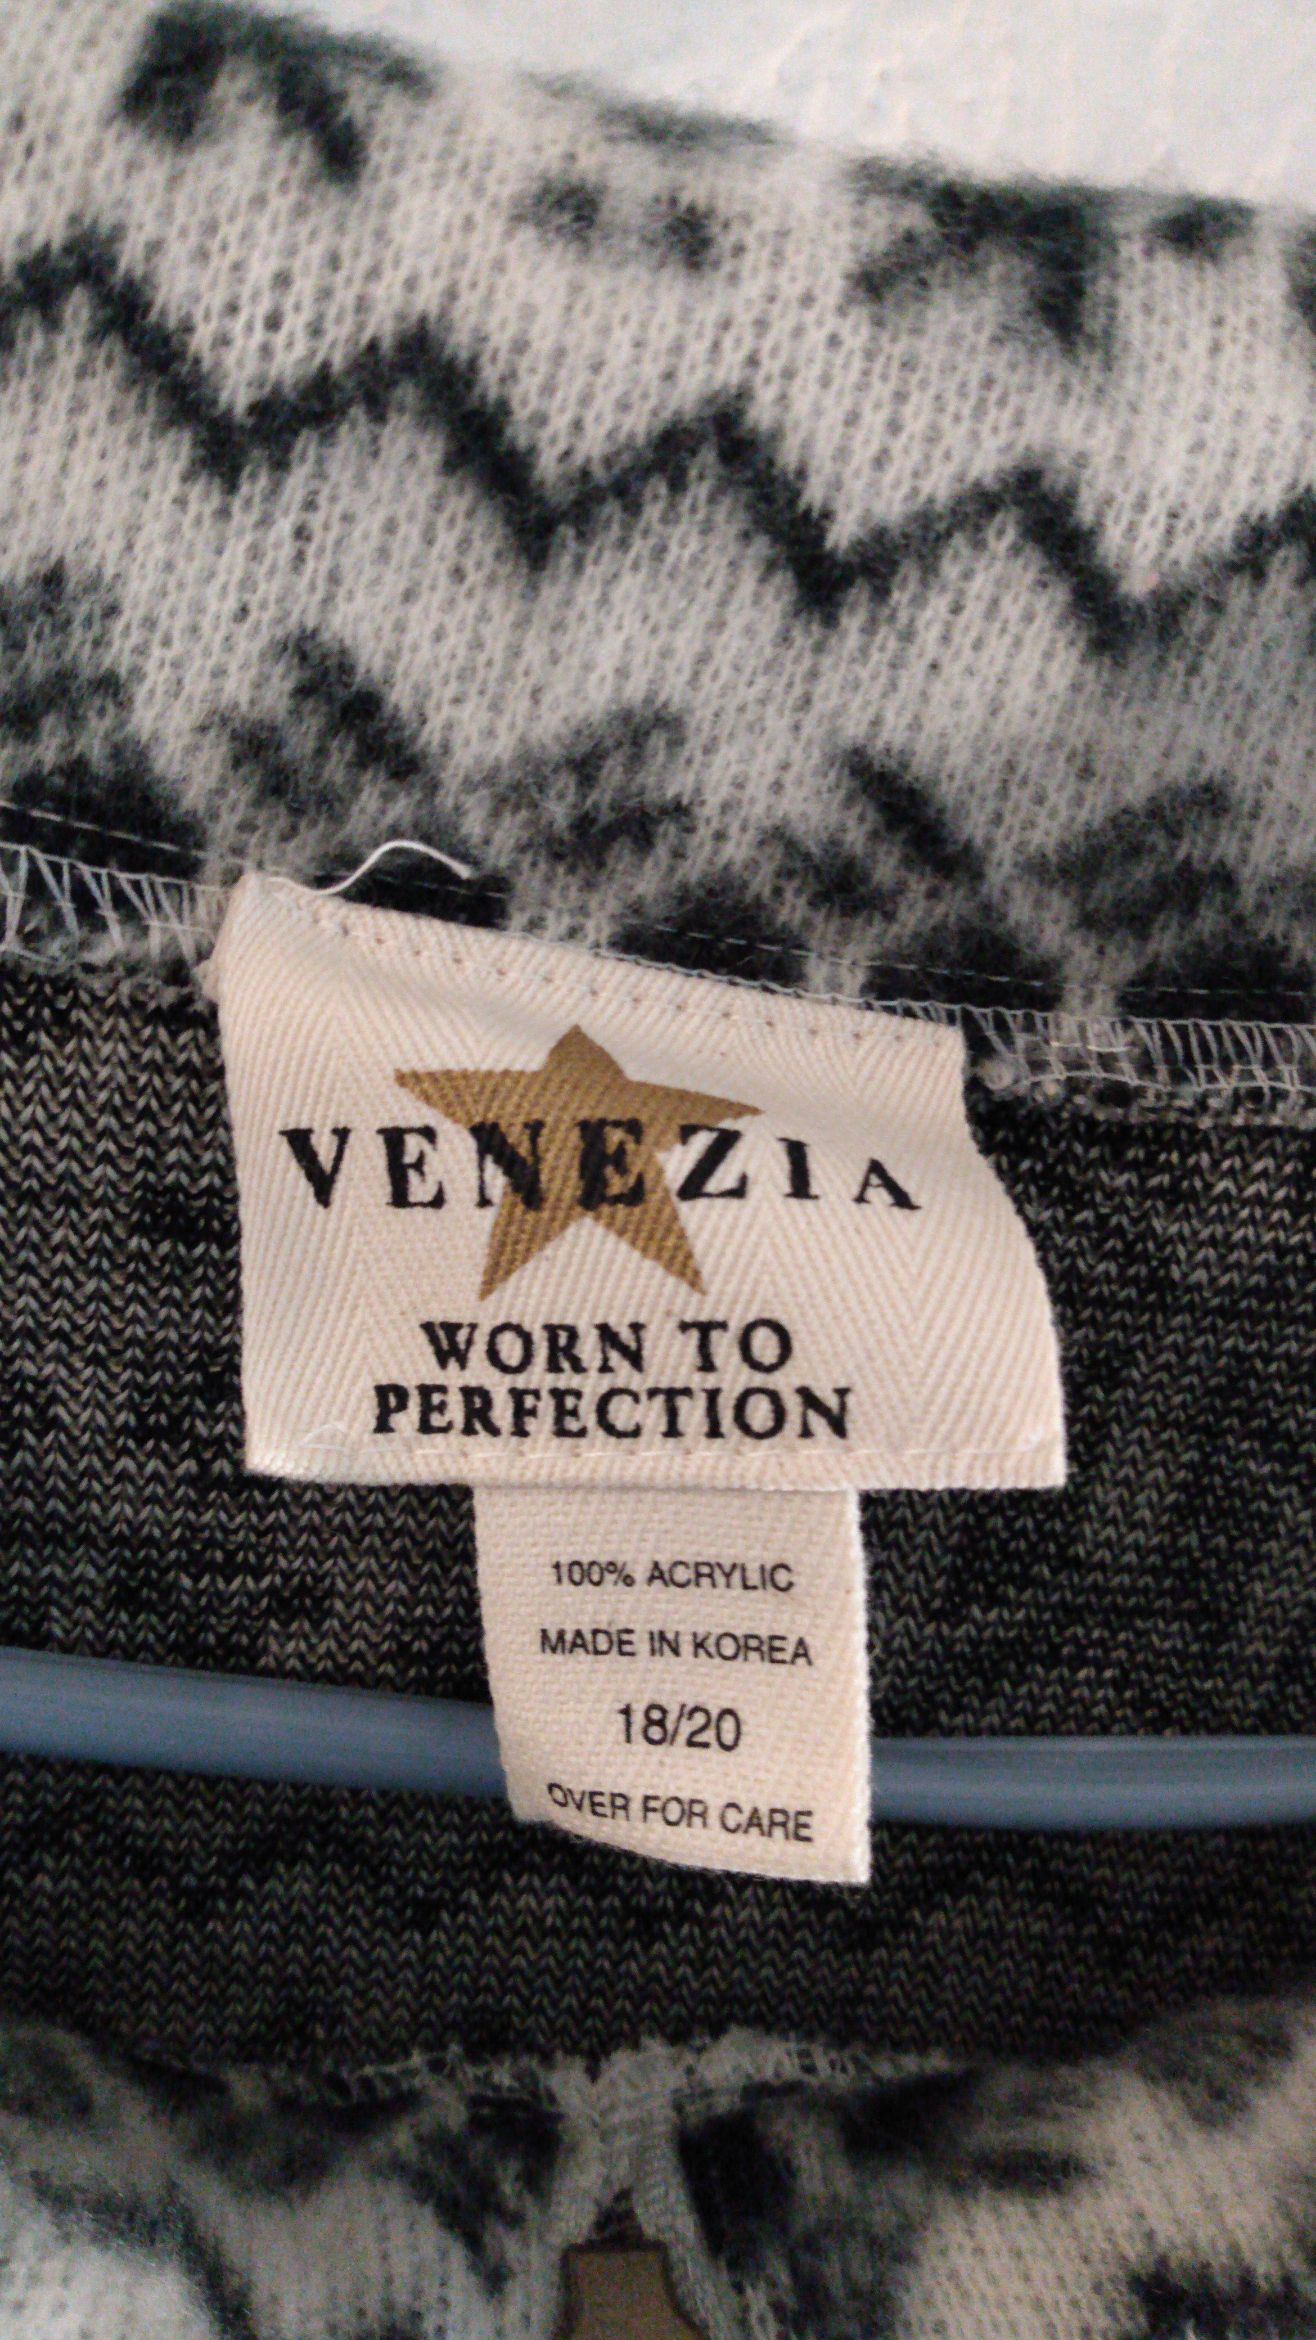 VENEZIA
WORN TO
PERFECTION
100% ACRYLIC
MADE IN KOREA
18/20
OVER FOR CARE